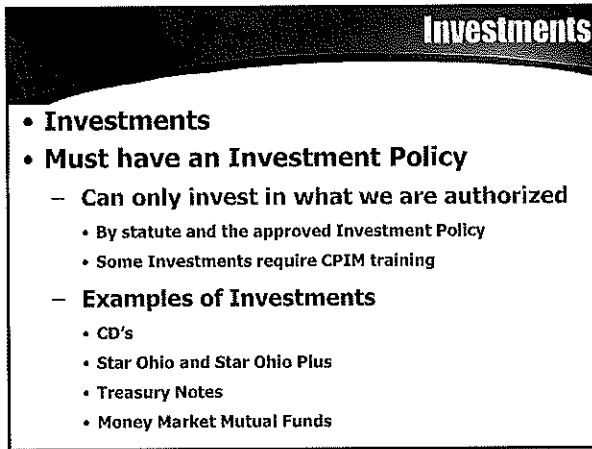 Investments
• Investments
• Must have an Investment Policy
– Can only invest in what we are authorized
• By statute and the approved Investment Policy
• Some Investments require CPIM training
– Examples of Investments
• CD's
• Star Ohio and Star Ohio Plus
• Treasury Notes
• Money Market Mutual Funds